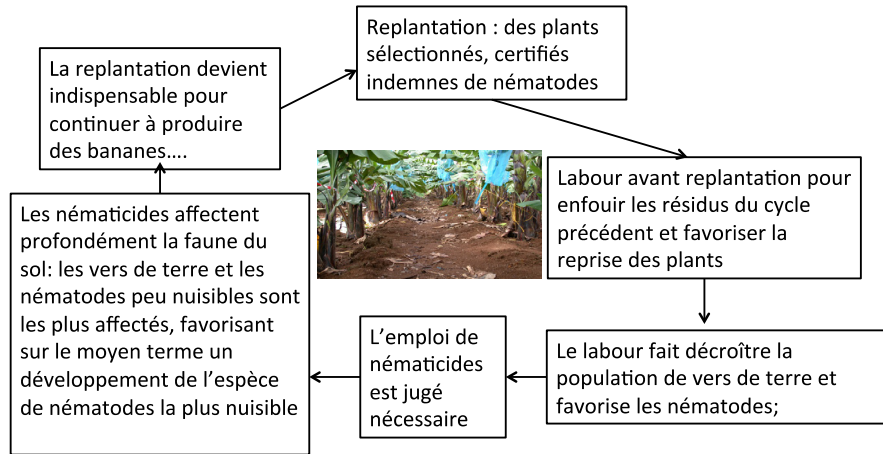 Replantation : des plants
sélectionnés, certifiés
indemnes de nématodes
Labour avant replantation pour
enfouir les résidus du cycle
précédent et favoriser la
reprise des plants
Le labour fait décroître la
population de vers de terre et
favorise les nématodes;
L’emploi de
nématicides
est jugé
nécessaire
Les nématicides affectent
profondément la faune du
sol: les vers de terre et les
nématodes peu nuisibles sont
les plus affectés, favorisant
sur le moyen terme un
développement de l’espèce
de nématodes la plus nuisible
La replantation devient
indispensable pour
continuer à produire
des bananes....